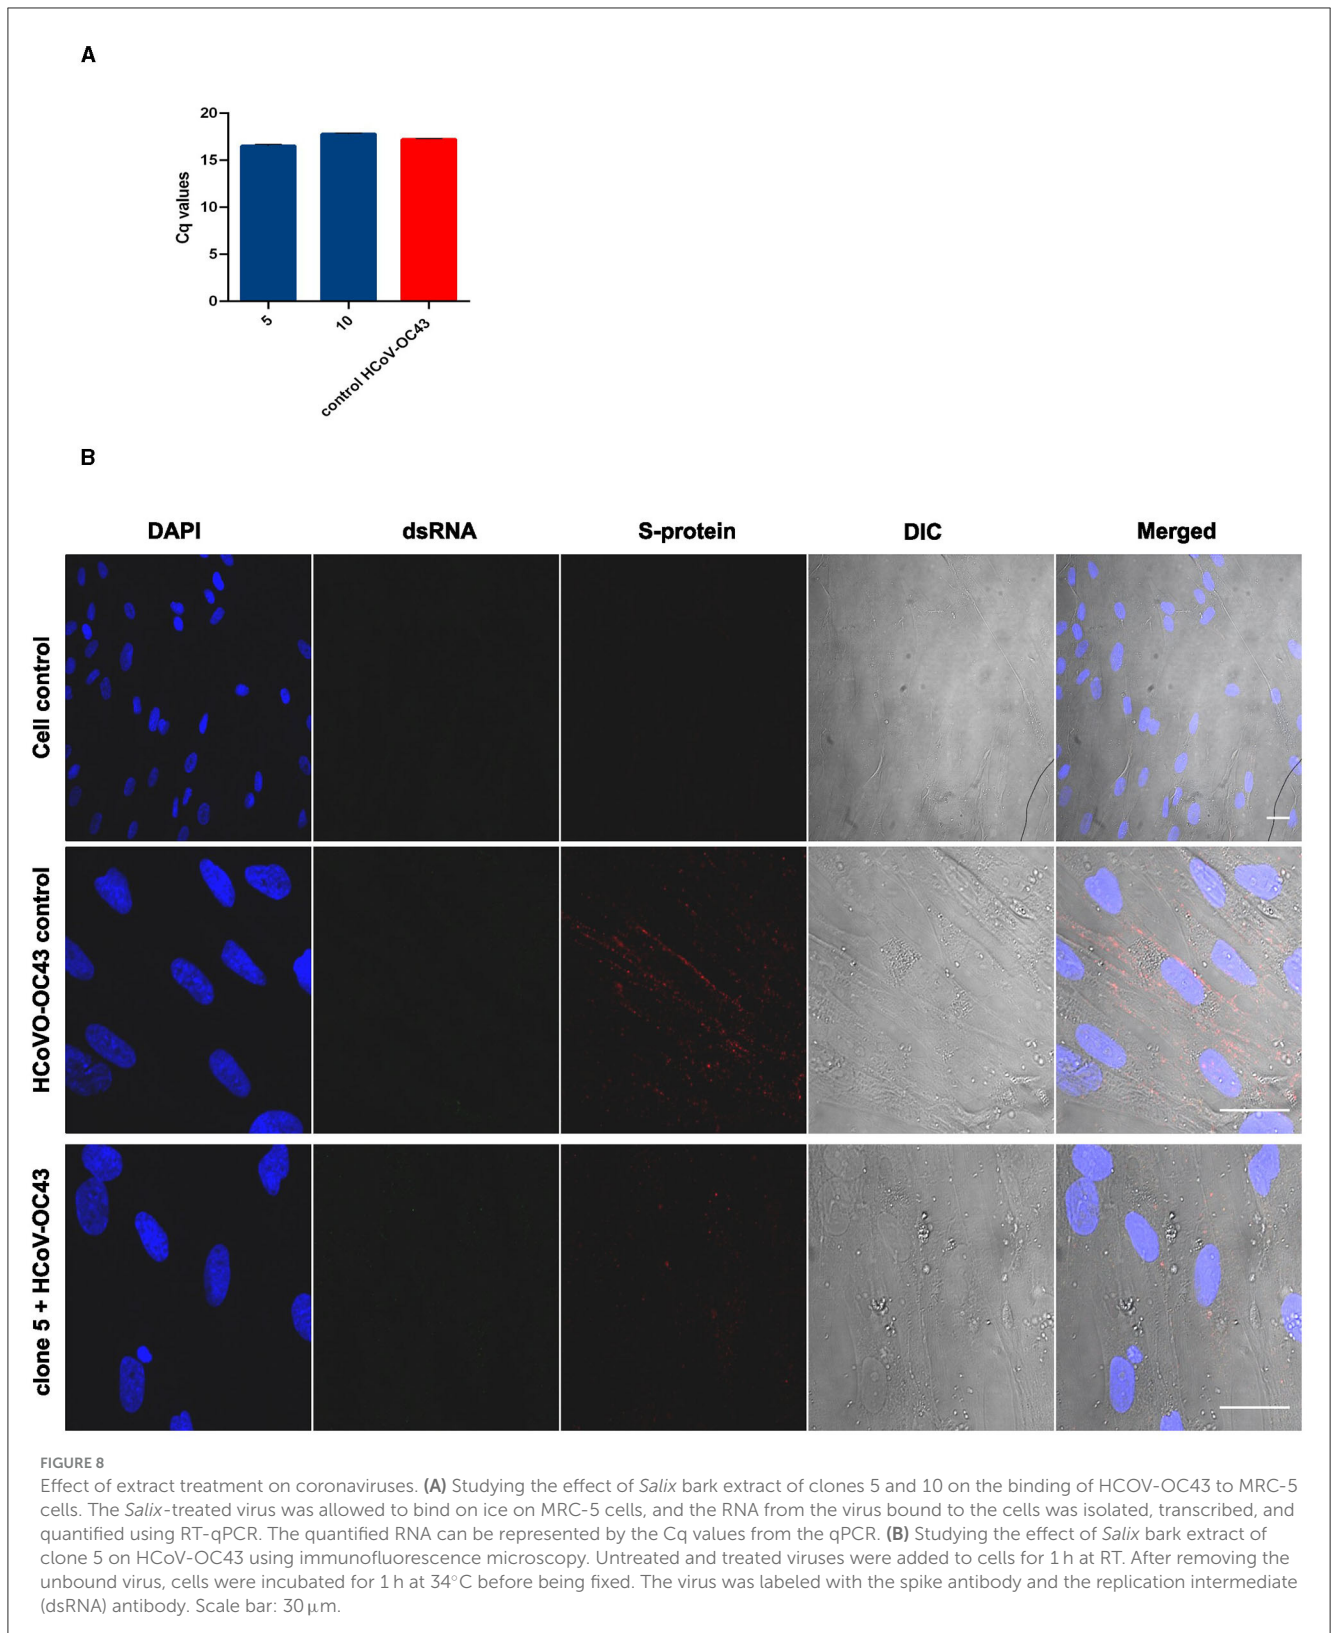 A
20
15
10
5
0
Cq values
5
10
control HCoV-OC43
B
DAPI dsRNA S-protein DIC Merged
Cell control
HCoVO-OC43 control
clone 5 + HCoV-OC43
FIGURE 8
Effect of extract treatment on coronaviruses. (A) Studying the effect of Salix bark extract of clones 5 and 10 on the binding of HCOV-OC43 to MRC-5
cells. The Salix-treated virus was allowed to bind on ice on MRC-5 cells, and the RNA from the virus bound to the cells was isolated, transcribed, and
quantified using RT-qPCR. The quantified RNA can be represented by the Cq values from the qPCR. (B) Studying the effect of Salix bark extract of
clone 5 on HCoV-OC43 using immunofluorescence microscopy. Untreated and treated viruses were added to cells for 1 h at RT. After removing the
unbound virus, cells were incubated for 1 h at 34°C before being fixed. The virus was labeled with the spike antibody and the replication intermediate
(dsRNA) antibody. Scale bar: 30 μm.